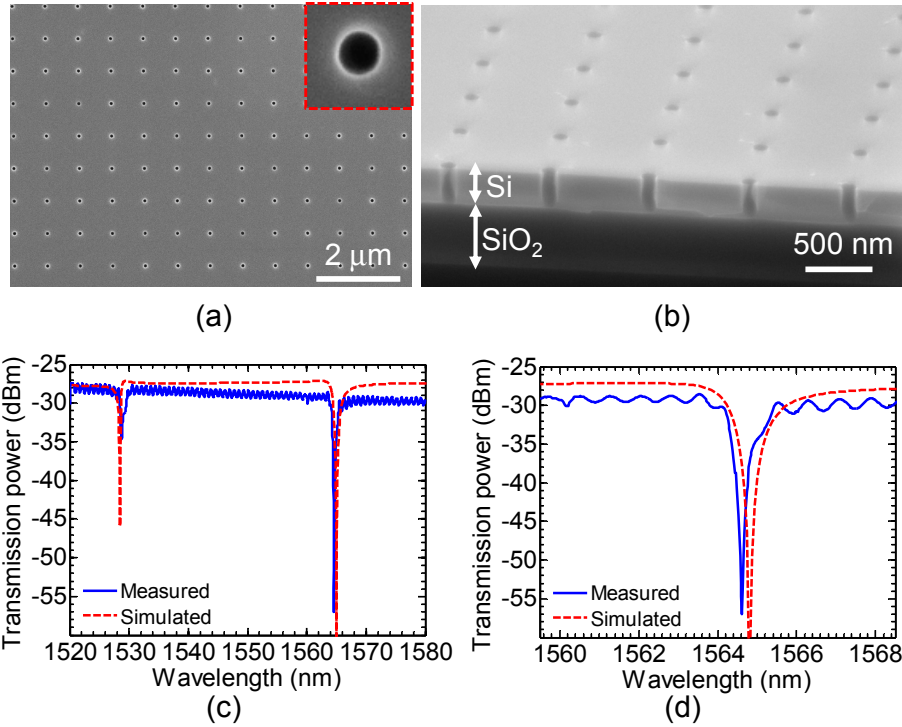 2 μm
Si
SiO2
500 nm
(a)
(b)
Transmission power (dBm)
-25
-30
-35
-40
-45
-50
-55
Measured
Simulated
1520 1530 1540 1550 1560 1570 1580
Wavelength (nm)
(c)
Transmission power (dBm)
-25
-30
-35
-40
-45
-50
-55
Measured
Simulated
1560 1562 1564 1566 1568
Wavelength (nm)
(d)